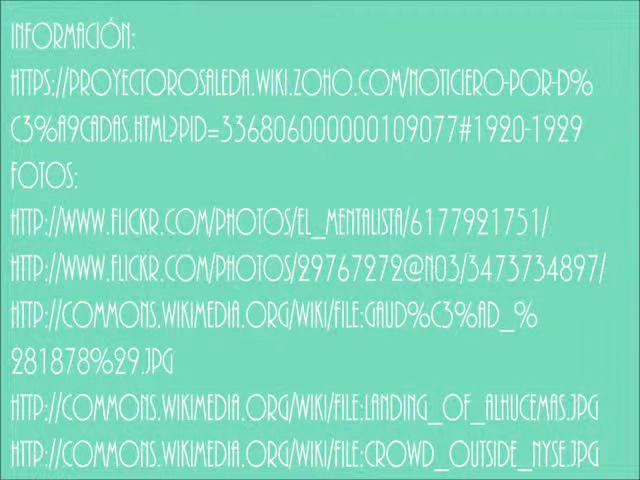 INFORMACIÓN:
HTTPS://PROYECTOROSALEDA.WIKI.ZOHO.COM/NOTICIERO-POR-D%
C3%A9CADAS.HTML?PID=336806000000109077#1920-1929
FOTOS:
HTTP://WWW.FLICKR.COM/PHOTOS/EL_MENTALISTA/6177921751/
HTTP://WWW.FLICKR.COM/PHOTOS/29767272@N03/3473734897/
HTTP://COMMONS.WIKIMEDIA.ORG/WIKI/FILE:GAUD%C3%AD_%
281878%29.JPG
HTTP://COMMONS.WIKIMEDIA.ORG/WIKI/FILE:LANDING_OF_ALHUCEMAS.JPG
HTTP://COMMONS.WIKIMEDIA.ORG/WIKI/FILE:CROWD_OUTSIDE_NYSE.JPG